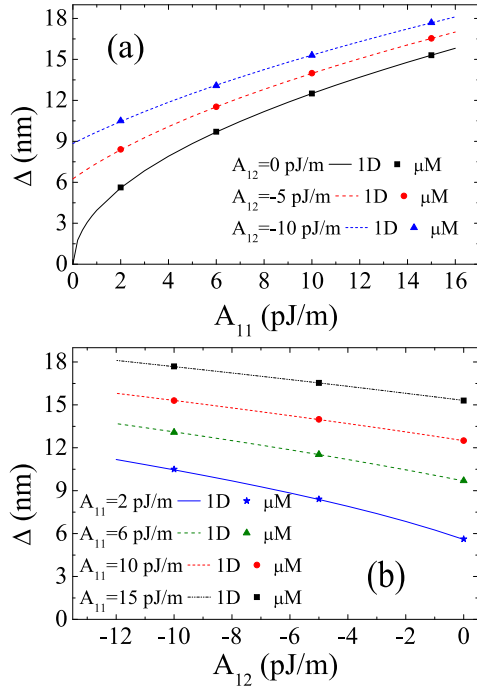 18
15
12
9
6
3
0
Δ (nm)
(a)
A12=0 pJ/m 1D μM
A12=-5 pJ/m 1D μM
A12=-10 pJ/m 1D μM
0 2 4 6 8 10 12 14 16
A11 (pJ/m)
18
15
12
9
6
3
0
Δ (nm)
A11=2 pJ/m 1D μM
A11=6 pJ/m 1D μM
A11=10 pJ/m 1D μM
A11=15 pJ/m 1D μM
(b)
-12 -10 -8 -6 -4 -2 0
A12 (pJ/m)